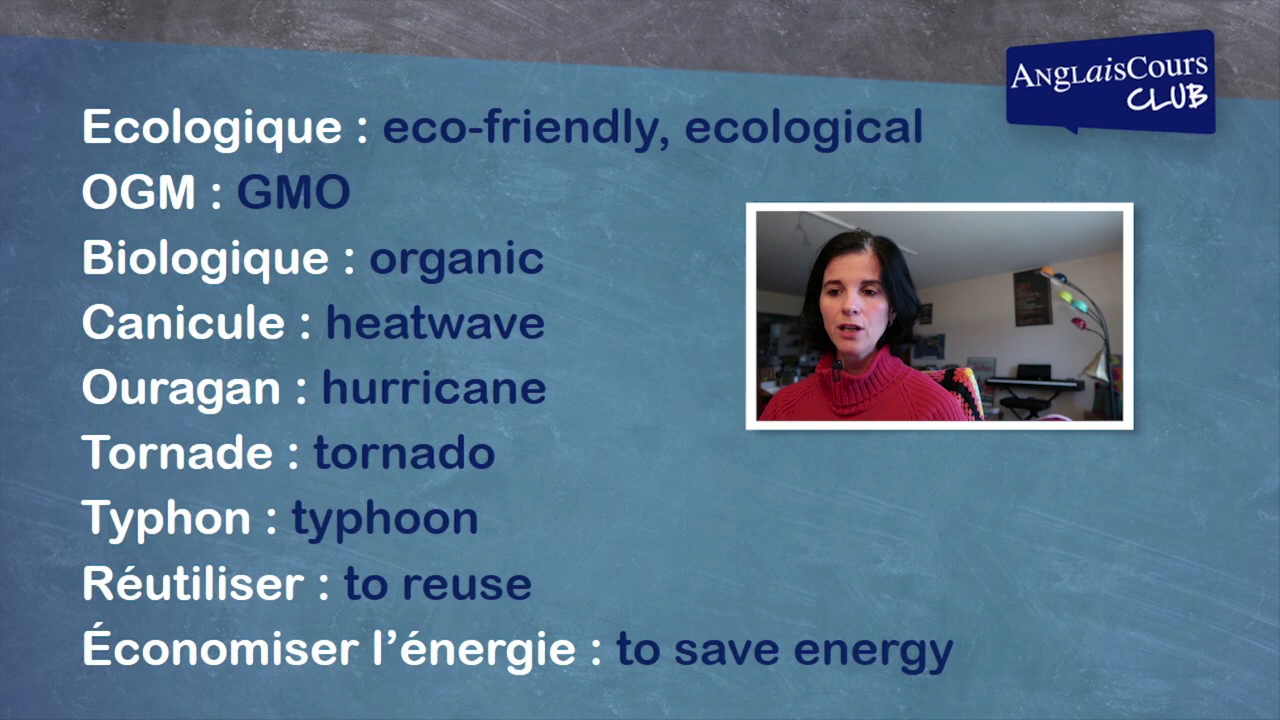 AnglaisCours
CLUB
Ecologique : eco-friendly, ecological
OGM : GMO
Biologique : organic
Canicule : heatwave
Ouragan : hurricane
Tornade : tornado
Typhon : typhoon
Réutiliser : to reuse
Économiser l’énergie : to save energy